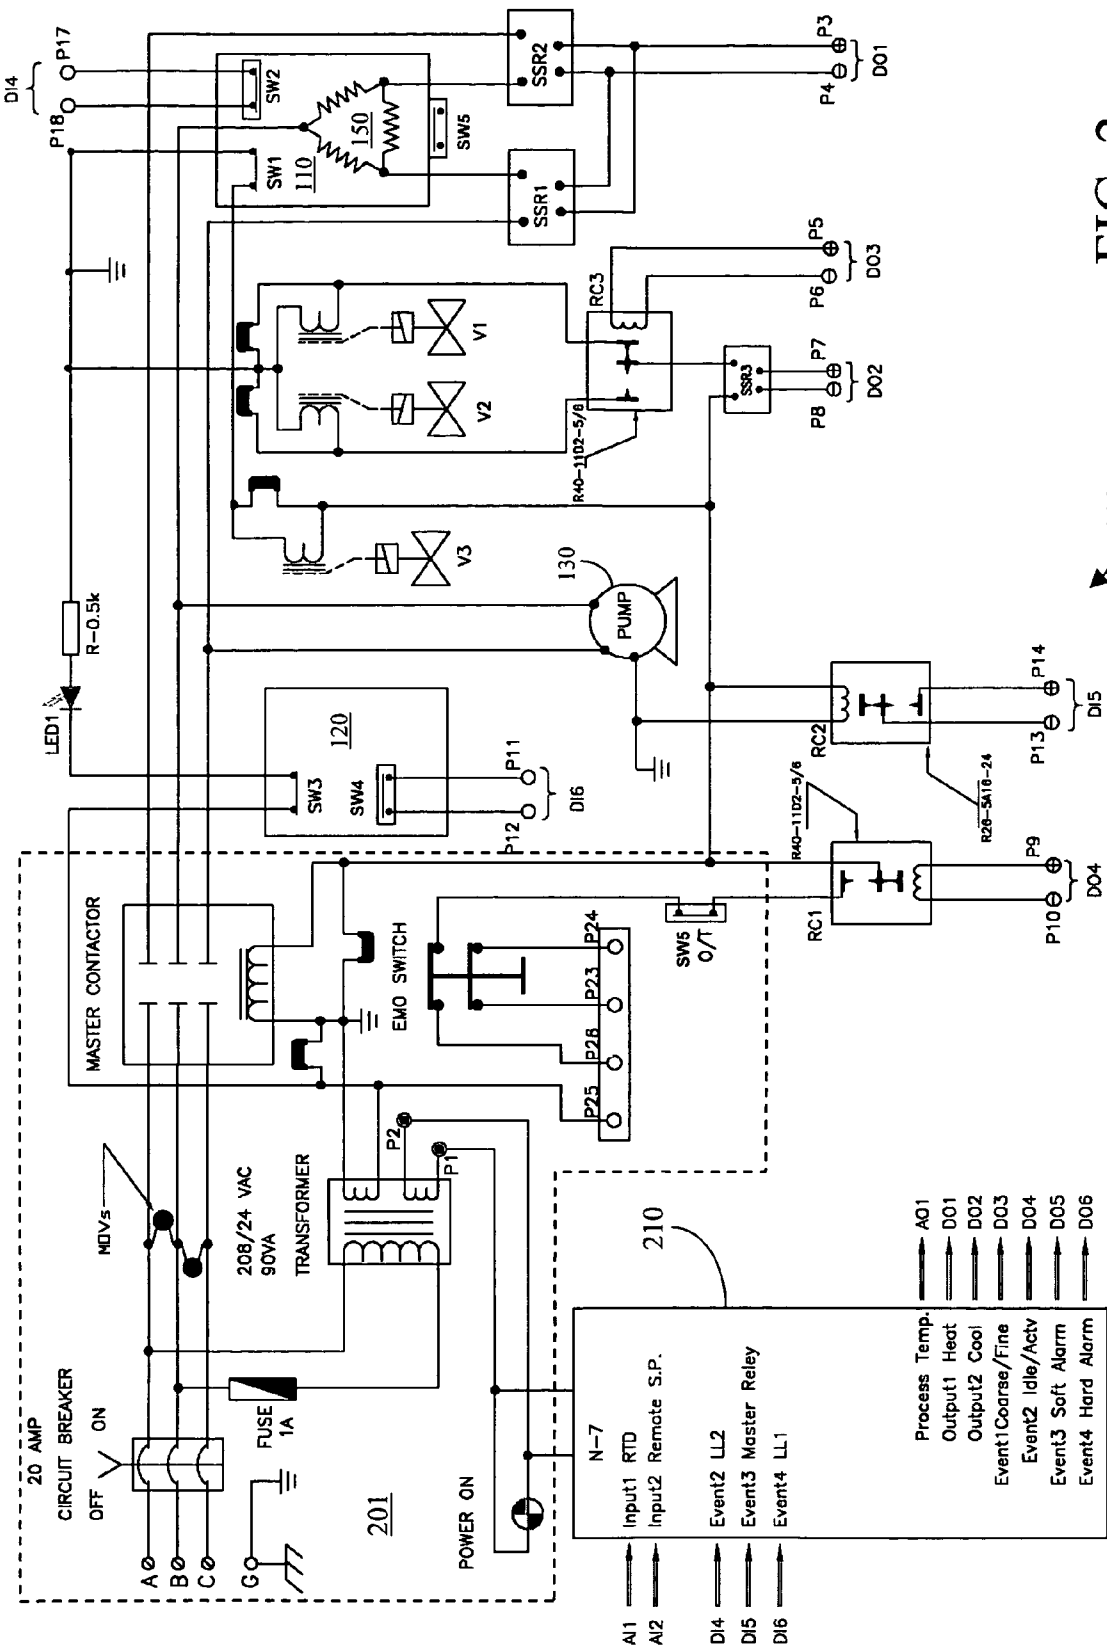 20 AMP
CIRCUIT BREAKER
OFF ON
A
B
C
G
201
MOVs
FUSE
1A
208/24 VAC
90VA
TRANSFORMER
P2
P1
POWER ON
MASTER CONTACTOR
EMO SWITCH
P25
P26
P23
P24
SW5
O/T
LED1
R-0.5k
SW3
120
SW4
P12
P11
DI6
V3
130
PUMP
V2
V1
R40-11D2-5/6
RC3
P6
P5
DO3
SSR3
P8
P7
DO2
P18
P17
DI4
SW1
SW2
110
150
SW5
SSR1
SSR2
P4
P3
DO1
R40-11D2-5/6
RC1
P10
P9
DO4
RC2
R26-5A16-24
P13
P14
DI5
210
N-7
AI1
Input1 RTD
AI2
Input2 Remote S.P.
DI4
Event2 LL2
DI5
Event3 Master Reley
DI6
Event4 LL1
Process Temp.
AO1
Output1 Heat
DO1
Output2 Cool
DO2
Event1Coarse/Fine
DO3
Event2 Idle/Actv
DO4
Event3 Soft Alarm
DO5
Event4 Hard Alarm
DO6